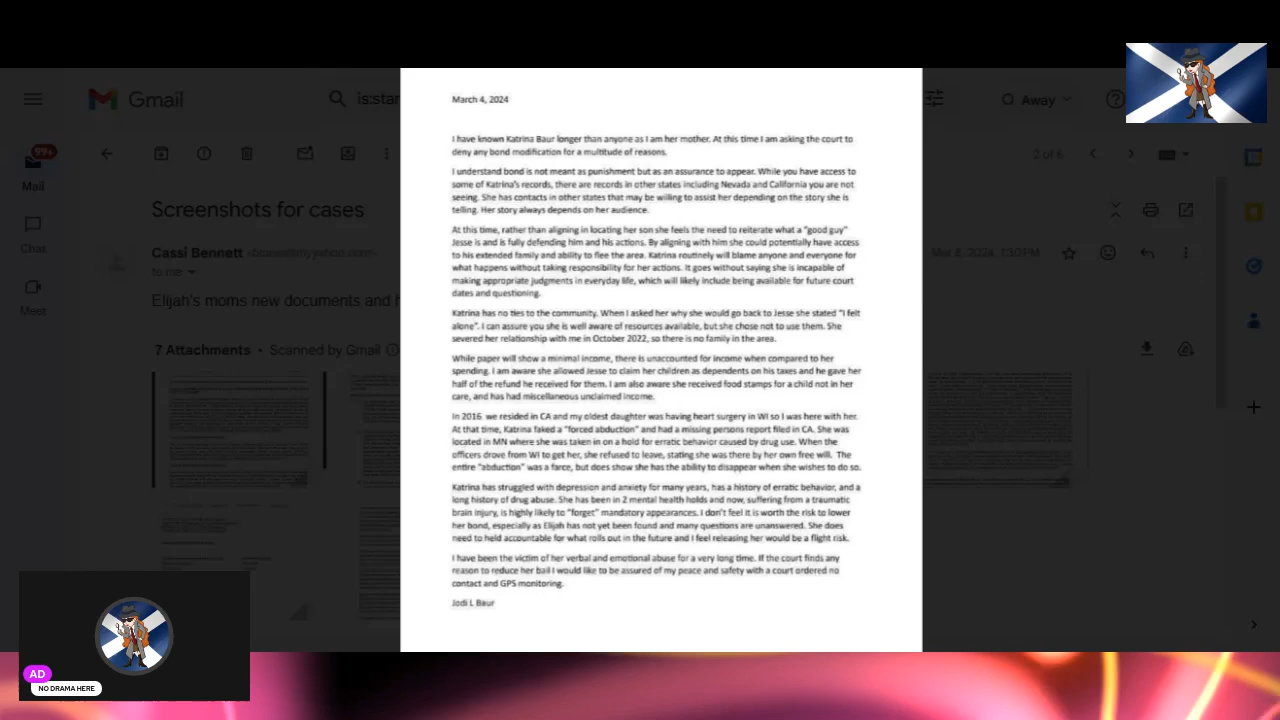 March 4, 2024
I have known Katrina Baur longer than anyone as I am her mother. At this time I am asking the court to
deny any bond modification for a multitude of reasons.
I understand bond is not meant as punishment but as an assurance to appear. While you have access to
some of Katrina's records, there are records in other states including Nevada and California you are not
seeing. She has contacts in other states that may be willing to assist her depending on the story she is
telling. Her story always depends on her audience.
At this time, rather than aligning in locating her son she feels the need to reiterate what a "good guy"
Jesse is and is fully defending him and his actions. By aligning with him she could potentially have access
to his extended family and ability to flee the area. Katrina routinely will blame anyone and everyone for
what happens without taking responsibility for her actions. It goes without saying she is incapable of
making appropriate judgments in everyday life, which will likely include being available for future court
dates and questioning.
Katrina has no ties to the community. When I asked her why she would go back to Jesse she stated "I felt
alone". I can assure you she is well aware of resources available, but she chose not to use them. She
severed her relationship with me in October 2022, so there is no family in the area.
While paper will show a minimal income, there is unaccounted for income when compared to her
spending. I am aware she allowed Jesse to claim her children as dependents on his taxes and he gave her
half of the refund he received for them. I am also aware she received food stamps for a child not in her
care, and has had miscellaneous unclaimed income.
In 2016 we resided in CA and my oldest daughter was having heart surgery in WI so I was here with her.
At that time, Katrina faked a "forced abduction" and had a missing persons report filed in CA. She was
located in MN where she was taken in on a hold for erratic behavior caused by drug use. When the
officers drove from WI to get her, she refused to leave, stating she was there by her own free will. The
entire "abduction" was a farce, but does show she has the ability to disappear when she wishes to do so.
Katrina has struggled with depression and anxiety for many years, has a history of erratic behavior, and a
long history of drug abuse. She has been in 2 mental health holds and now, suffering from a traumatic
brain injury, is highly likely to "forget" mandatory appearances. I don't feel it is worth the risk to lower
her bond, especially as Elijah has not yet been found and many questions are unanswered. She does
need to held accountable for what rolls out in the future and I feel releasing her would be a flight risk.
I have been the victim of her verbal and emotional abuse for a very long time. If the court finds any
reason to reduce her bail I would like to be assured of my peace and safety with a court ordered no
contact and GPS monitoring.
Jodi L Baur
Gmail
is:star
Away
99+
Mail
Chat
Meet
2 of 6
Screenshots for cases
Cassi Bennett
to me
Mar 6, 2024, 1:10 PM
Elijah's moms new documents and h
7 Attachments • Scanned by Gmail
AD
NO DRAMA HERE